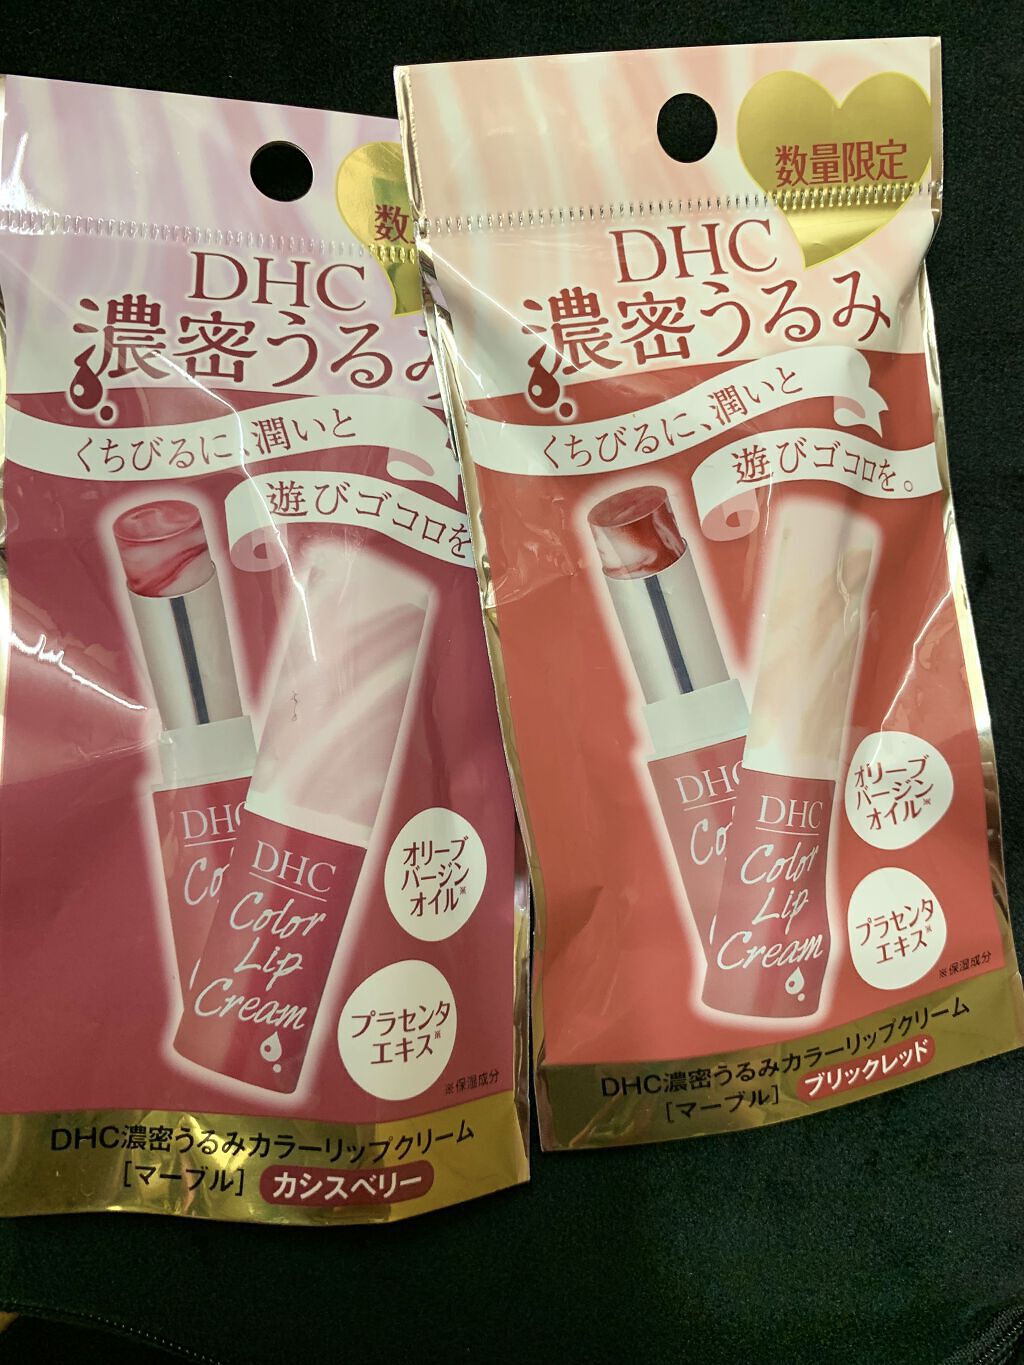 数
DHC
濃密うるみ
くちびるに、潤いと
遊びゴコロを
DHC
Co
DHC
Color
Lip
Cream
オリーブ
バージン
オイル※
プラセンタ
エキス※
※保湿成分
DHC濃密うるみカラーリップクリーム
[マーブル] カシスベリー
数量限定
DHC
濃密うるみ
くちびるに、潤いと
遊びゴコロを。
DHC
Co
DHC
Color
Lip
Cream
オリーブ
バージン
オイル※
プラセンタ
エキス※
※保湿成分
DHC濃密うるみカラーリップクリーム
[マーブル] ブリックレッド